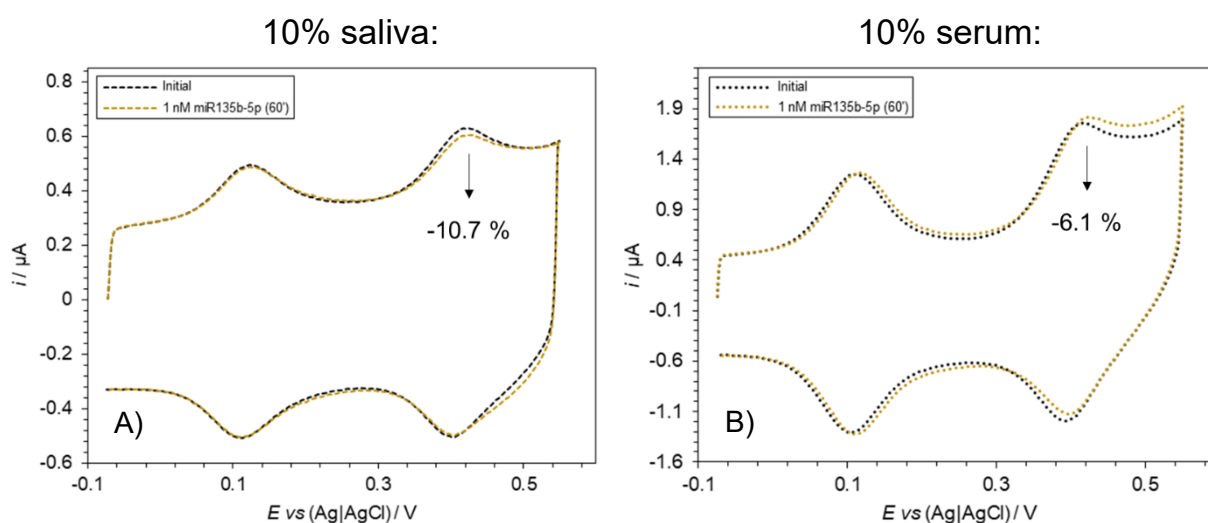 10% saliva:
10% serum:
Initial
1 nM miR135b-5p (60')
0.8
0.6
0.4
0.2
0
-0.2
-0.4
-0.6
i / µA
-10.7 %
A)
-0.1
0.1
0.3
0.5
E vs (Ag|AgCl) / V
Initial
1 nM miR135b-5p (60')
1.9
1.4
0.9
0.4
-0.1
-0.6
-1.1
-1.6
i / µA
-6.1 %
B)
-0.1
0.1
0.3
0.5
E vs (Ag|AgCl) / V